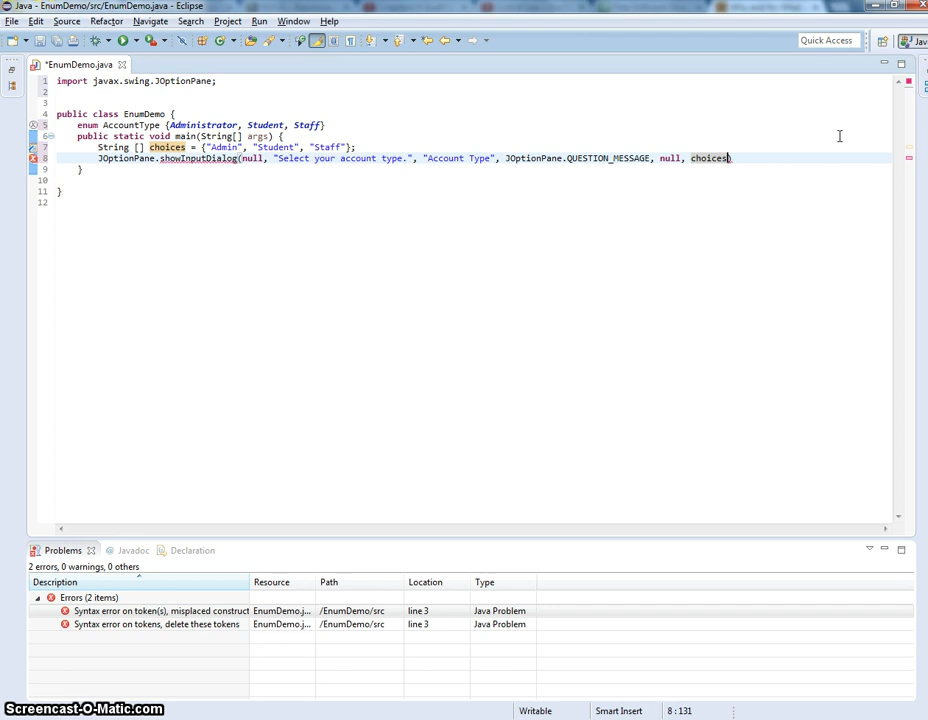 Java - EnumDemo/src/EnumDemo.java - Eclipse
File Edit Source Refactor Navigate Search Project Run Window Help
Quick Access
Jav
*EnumDemo.java
1 import javax.swing.JOptionPane;
2
3
4 public class EnumDemo {
5 enum AccountType {Administrator, Student, Staff}
6 public static void main(String[] args) {
7 String [] choices = {"Admin", "Student", "Staff"};
8 JOptionPane.showInputDialog(null, "Select your account type.", "Account Type", JOptionPane.QUESTION_MESSAGE, null, choices)
9 }
10
11 }
12
Problems @ Javadoc Declaration
2 errors, 0 warnings, 0 others
Description Resource Path Location Type
Errors (2 items)
Syntax error on token(s), misplaced construct EnumDemo.j... /EnumDemo/src line 3 Java Problem
Syntax error on tokens, delete these tokens EnumDemo.j... /EnumDemo/src line 3 Java Problem
Screencast-O-Matic.com
Writable Smart Insert 8 : 131